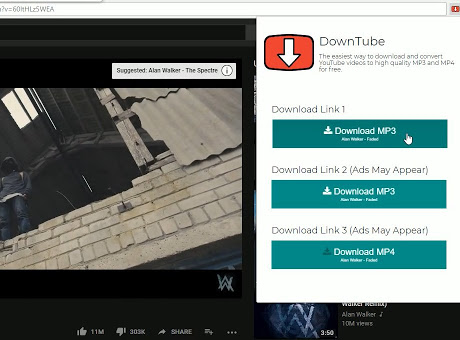 ?v=60ItHLz5WEA
Suggested: Alan Walker - The Spectre
11M
303K
SHARE
DownTube
The easiest way to download and convert
YouTube videos to high quality MP3 and MP4
for free.
Download Link 1
Download MP3
Alan Walker - Faded
Download Link 2 (Ads May Appear)
Download MP3
Alan Walker - Faded
Download Link 3 (Ads May Appear)
Download MP4
Alan Walker - Faded
Walker Remix)
Alan Walker
10M views
3:50